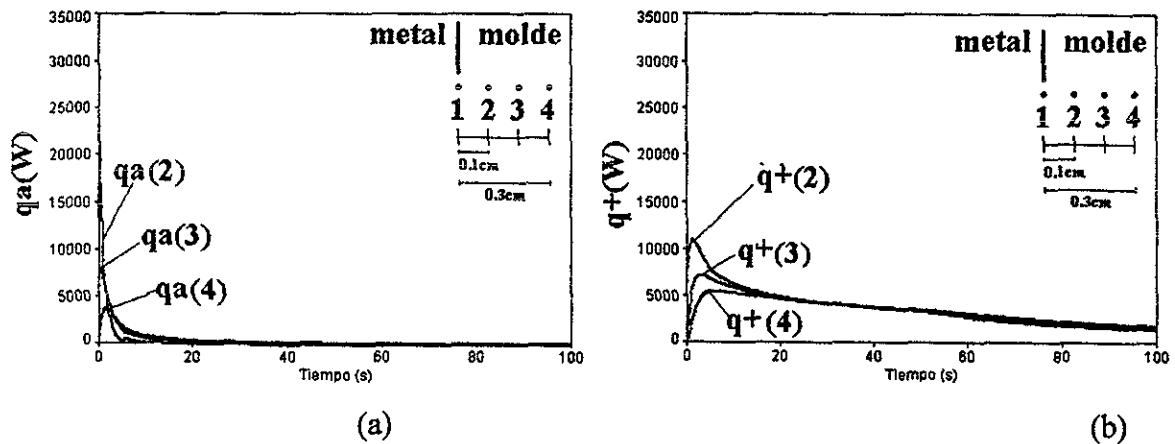 35000
30000
25000
20000
15000
10000
5000
0
qa(W)
metal molde
1 2 3 4
0.1cm
0.3cm
qa(2)
qa(3)
qa(4)
0 20 40 60 80 100
Tiempo (s)
(a)
35000
30000
25000
20000
15000
10000
5000
0
q+(W)
metal molde
1 2 3 4
0.1cm
0.3cm
q+(2)
q+(3)
q+(4)
0 20 40 60 80 100
Tiempo (s)
(b)